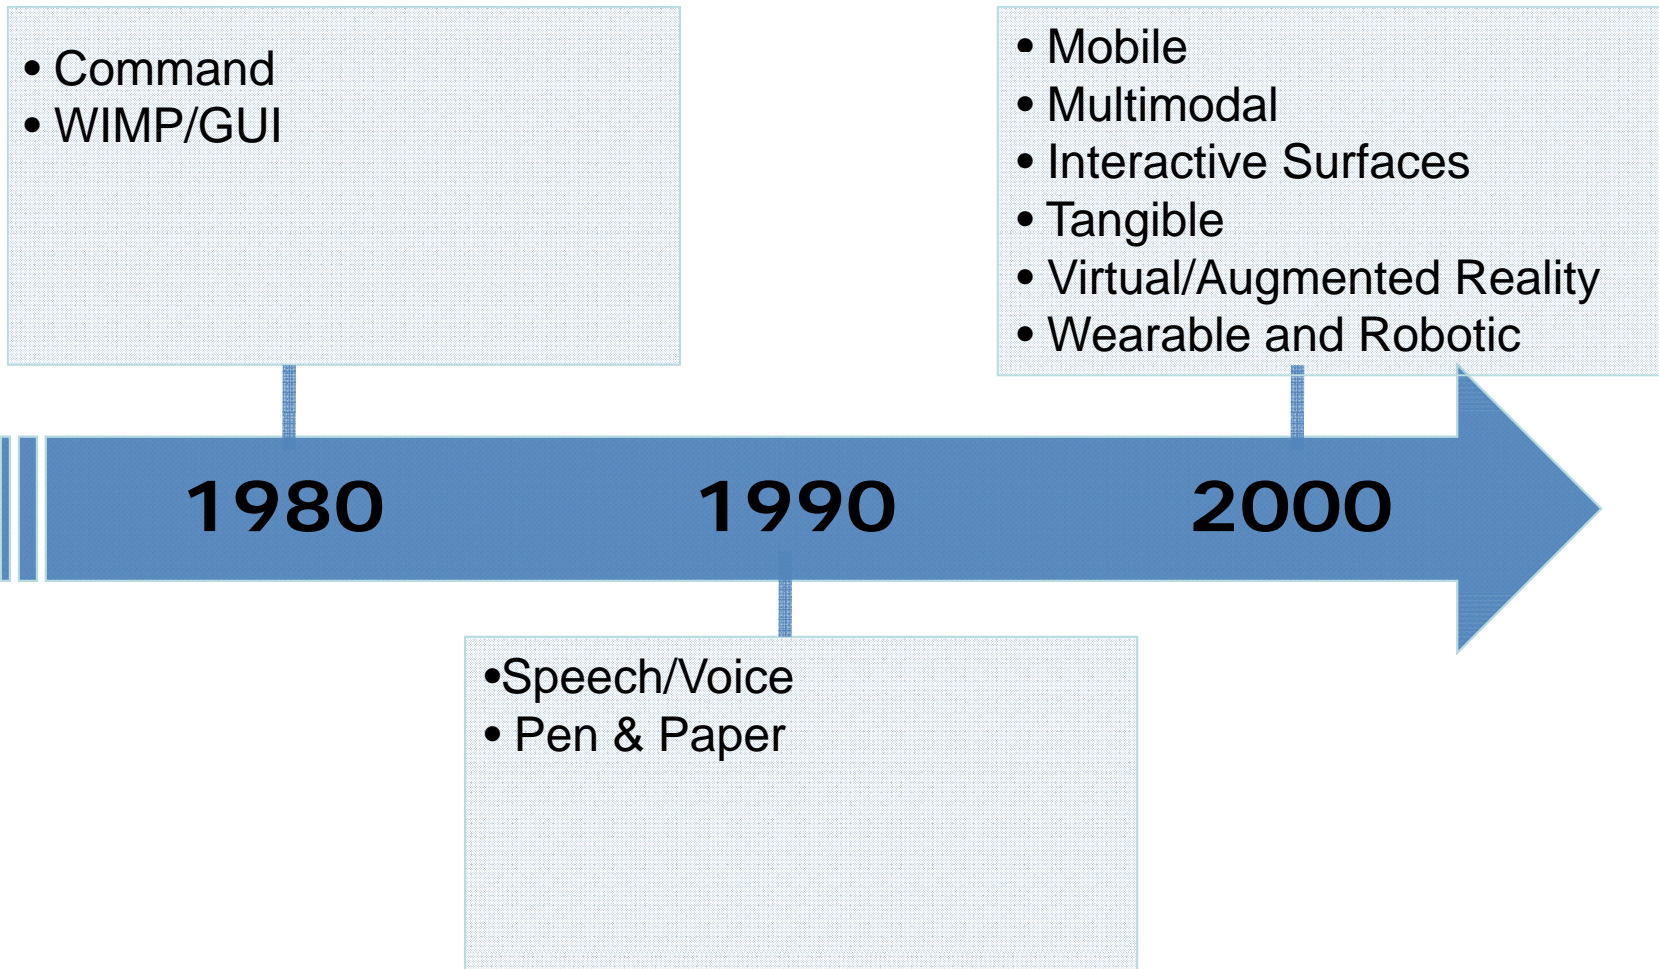 • Command
• WIMP/GUI
• Mobile
• Multimodal
• Interactive Surfaces
• Tangible
• Virtual/Augmented Reality
• Wearable and Robotic
1980
1990
2000
•Speech/Voice
• Pen & Paper